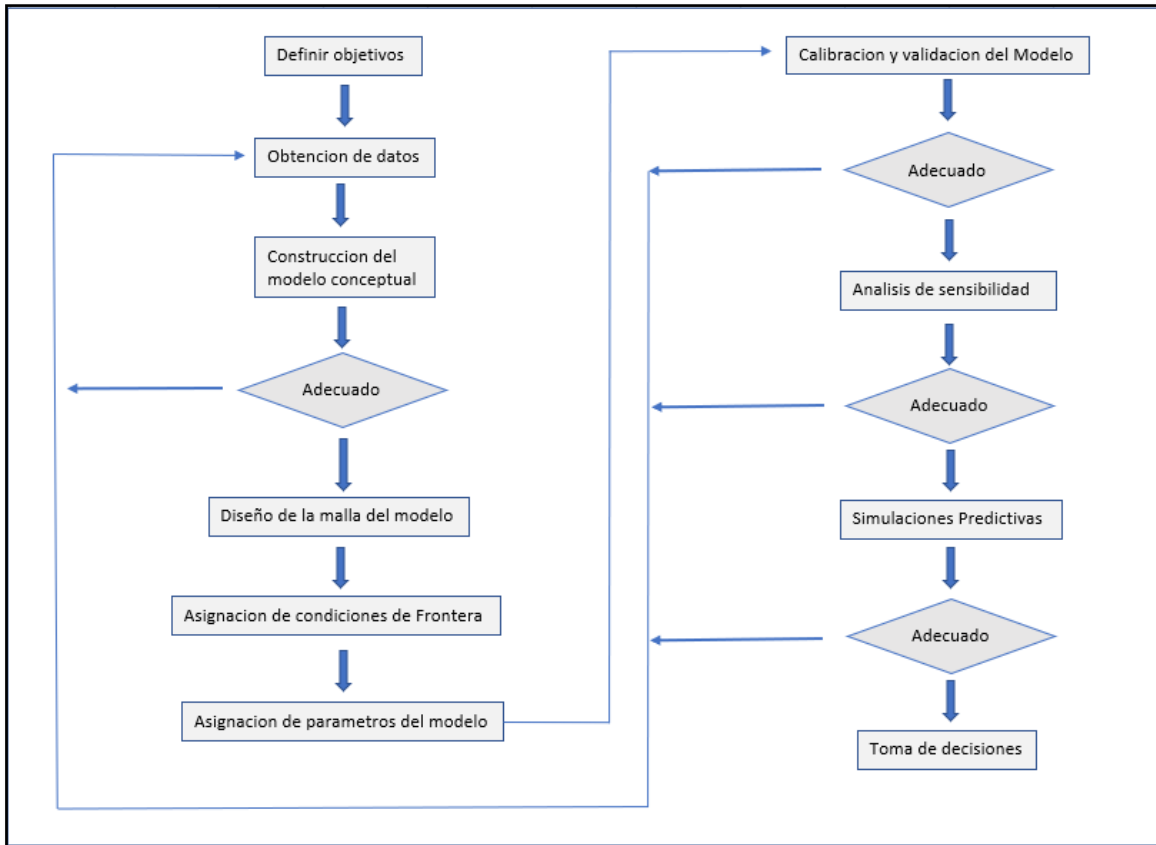 Definir objetivos
Obtencion de datos
Construccion del
modelo conceptual
Adecuado
Diseño de la malla del modelo
Asignacion de condiciones de Frontera
Asignacion de parametros del modelo
Calibracion y validacion del Modelo
Adecuado
Analisis de sensibilidad
Adecuado
Simulaciones Predictivas
Adecuado
Toma de decisiones